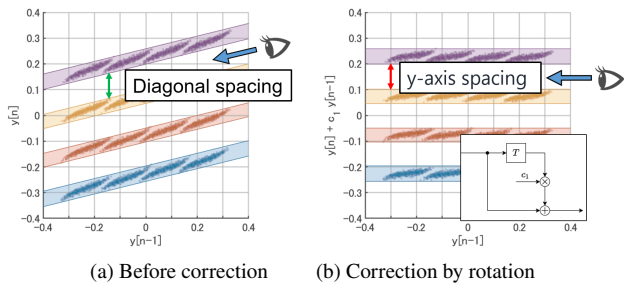 0.4
0.3
0.2
0.1
0
-0.1
-0.2
-0.3
-0.4
y[n]
-0.4
-0.2
0
0.2
0.4
y[n-1]
Diagonal spacing
0.4
0.3
0.2
0.1
0
-0.1
-0.2
-0.3
-0.4
y[n] + c1 y[n-1]
-0.4
-0.2
0
0.2
0.4
y[n-1]
y-axis spacing
T
c1
(a) Before correction
(b) Correction by rotation